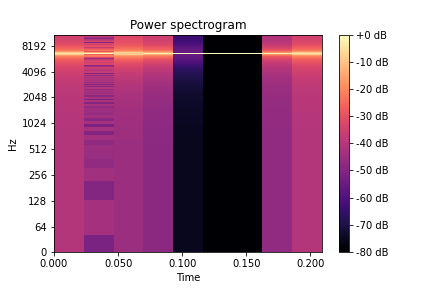 Power spectrogram
8192
4096
2048
1024
512
256
128
64
0
Hz
0.000 0.050 0.100 0.150 0.200
Time
+0 dB
-10 dB
-20 dB
-30 dB
-40 dB
-50 dB
-60 dB
-70 dB
-80 dB